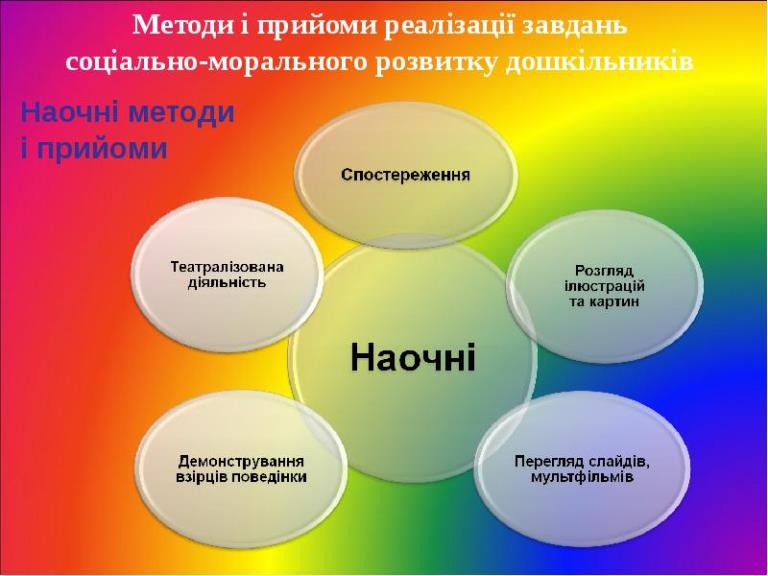 Методи і прийоми реалізації завдань
соціально-морального розвитку дошкільників
Наочні методи
і прийоми
Спостереження
Театралізована
діяльність
Розгляд
ілюстрацій
та картин
Наочні
Демонстрування
взірців поведінки
Перегляд слайдів,
мультфільмів